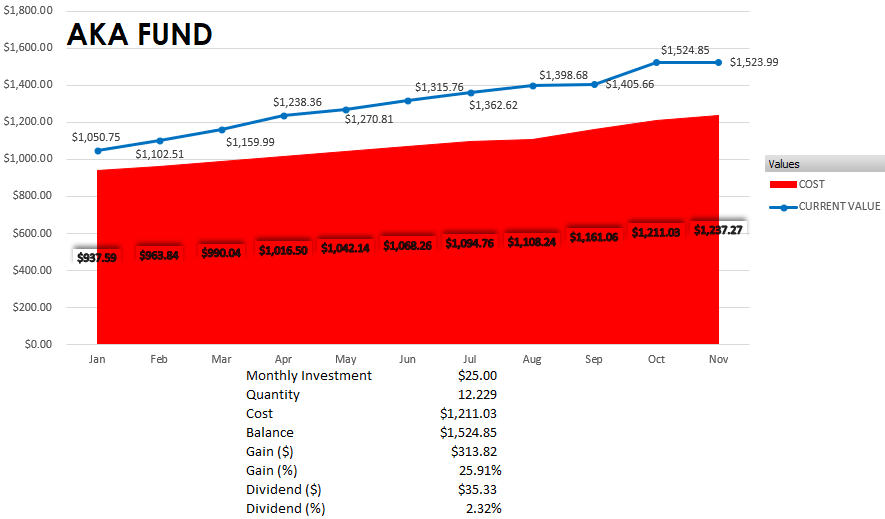 AKA FUND
$1,800.00
$1,600.00
$1,400.00
$1,200.00
$1,000.00
$800.00
$600.00
$400.00
$200.00
$0.00
$1,050.75
$1,102.51
$1,159.99
$1,238.36
$1,270.81
$1,315.76
$1,362.62
$1,398.68
$1,405.66
$1,524.85
$1,523.99
$937.59
$963.84
$990.04
$1,016.50
$1,042.14
$1,068.26
$1,094.76
$1,108.24
$1,161.06
$1,211.03
$1,237.27
Jan Feb Mar Apr May Jun Jul Aug Sep Oct Nov
Values
COST
CURRENT VALUE
Monthly Investment $25.00
Quantity 12.229
Cost $1,211.03
Balance $1,524.85
Gain ($) $313.82
Gain (%) 25.91%
Dividend ($) $35.33
Dividend (%) 2.32%